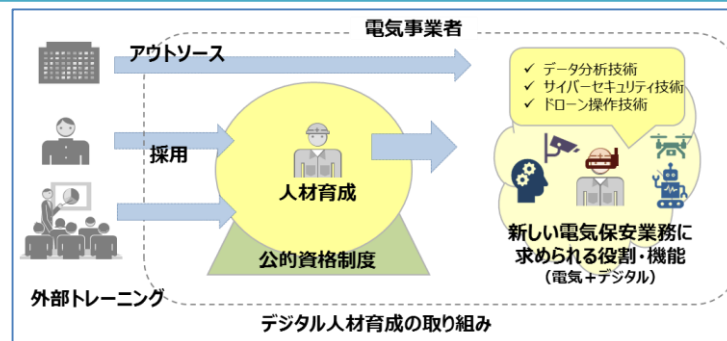 電気事業者
アウトソース
✓ データ分析技術
✓ サイバーセキュリティ技術
✓ ドローン操作技術
採用
人材育成
公的資格制度
新しい電気保安業務に
求められる役割・機能
(電気+デジタル)
外部トレーニング
デジタル人材育成の取り組み